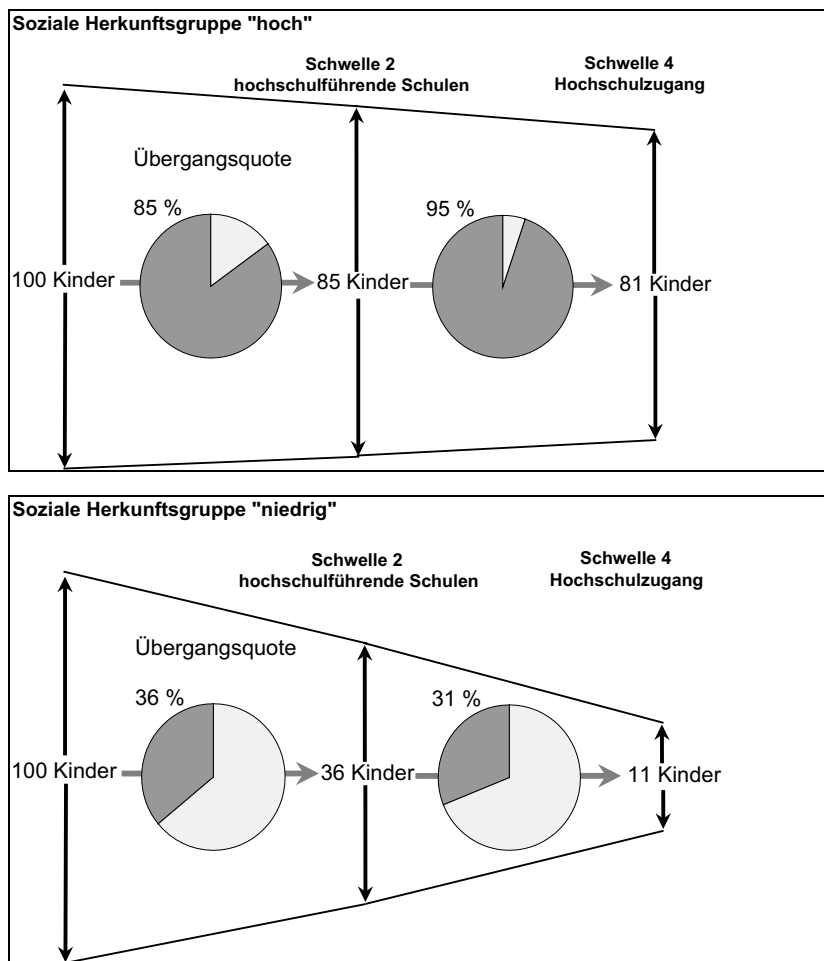 Soziale Herkunftsgruppe "hoch"
Schwelle 2
hochschulführende Schulen
Schwelle 4
Hochschulzugang
Übergangsquote
85 %
95 %
100 Kinder
85 Kinder
81 Kinder
Soziale Herkunftsgruppe "niedrig"
Schwelle 2
hochschulführende Schulen
Schwelle 4
Hochschulzugang
Übergangsquote
36 %
31 %
100 Kinder
36 Kinder
11 Kinder